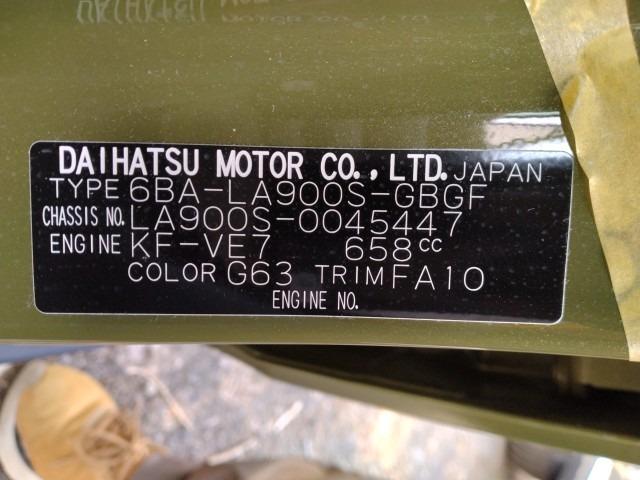 DAIHATSU MOTOR CO., LTD. JAPAN
TYPE 6BA-LA900S-GBGF
CHASSIS NO. LA900S-0045447
ENGINE KF-VE7 658cc
COLOR G63 TRIM FA10
ENGINE NO.